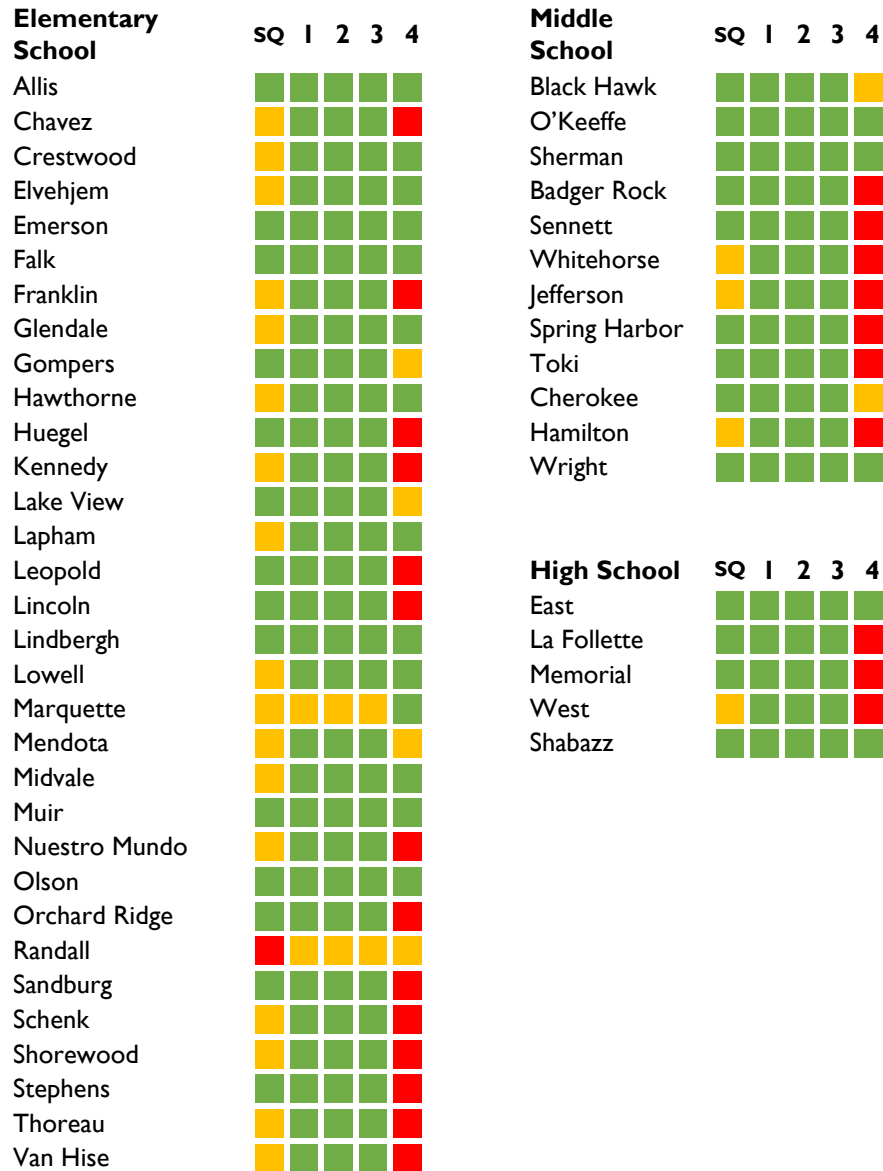 Elementary
School SQ 1 2 3 4
Allis
Chavez
Crestwood
Elvehjem
Emerson
Falk
Franklin
Glendale
Gompers
Hawthorne
Huegel
Kennedy
Lake View
Lapham
Leopold
Lincoln
Lindbergh
Lowell
Marquette
Mendota
Midvale
Muir
Nuestro Mundo
Olson
Orchard Ridge
Randall
Sandburg
Schenk
Shorewood
Stephens
Thoreau
Van Hise
Middle
School SQ 1 2 3 4
Black Hawk
O’Keeffe
Sherman
Badger Rock
Sennett
Whitehorse
Jefferson
Spring Harbor
Toki
Cherokee
Hamilton
Wright
High School SQ 1 2 3 4
East
La Follette
Memorial
West
Shabazz